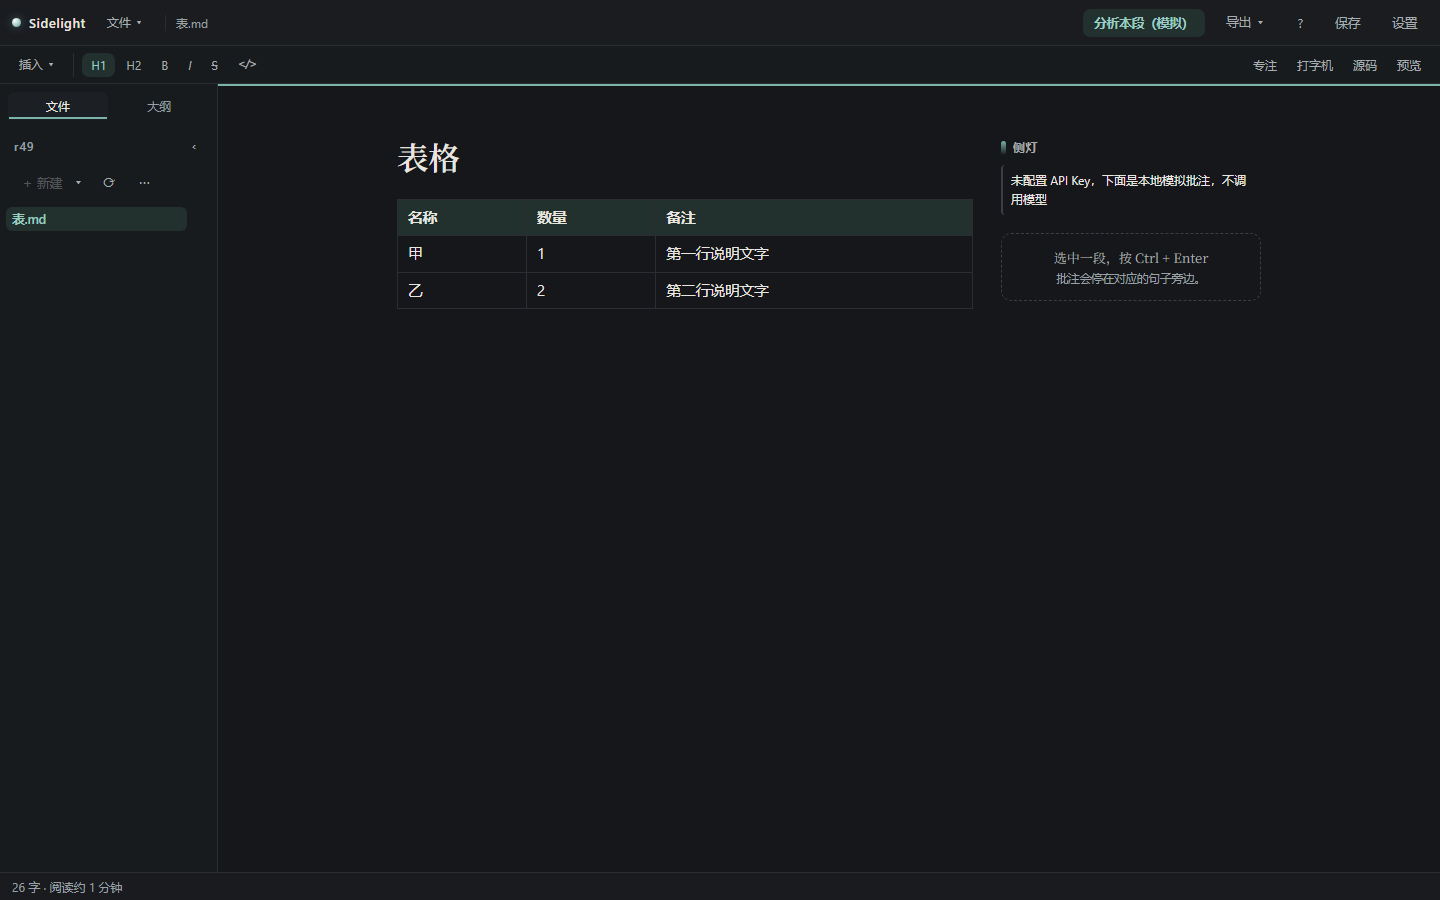 Sidelight 文件 表.md 分析本段（模拟） 导出 ? 保存 设置
插入 H1 H2 B I S </> 专注 打字机 源码 预览
文件 大纲
r49 ‹
+ 新建 ···
表.md
表格
名称 数量 备注
甲 1 第一行说明文字
乙 2 第二行说明文字
侧灯
未配置 API Key，下面是本地模拟批注，不调
用模型
选中一段，按 Ctrl + Enter
批注会停在对应的句子旁边。
26 字 · 阅读约 1 分钟